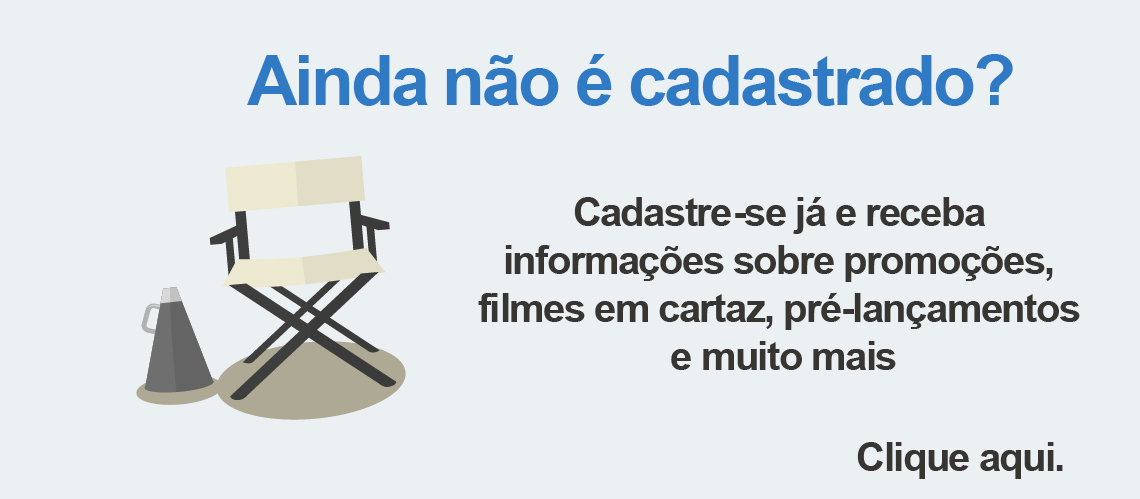 Ainda não é cadastrado?
Cadastre-se já e receba
informações sobre promoções,
filmes em cartaz, pré-lançamentos
e muito mais
Clique aqui.